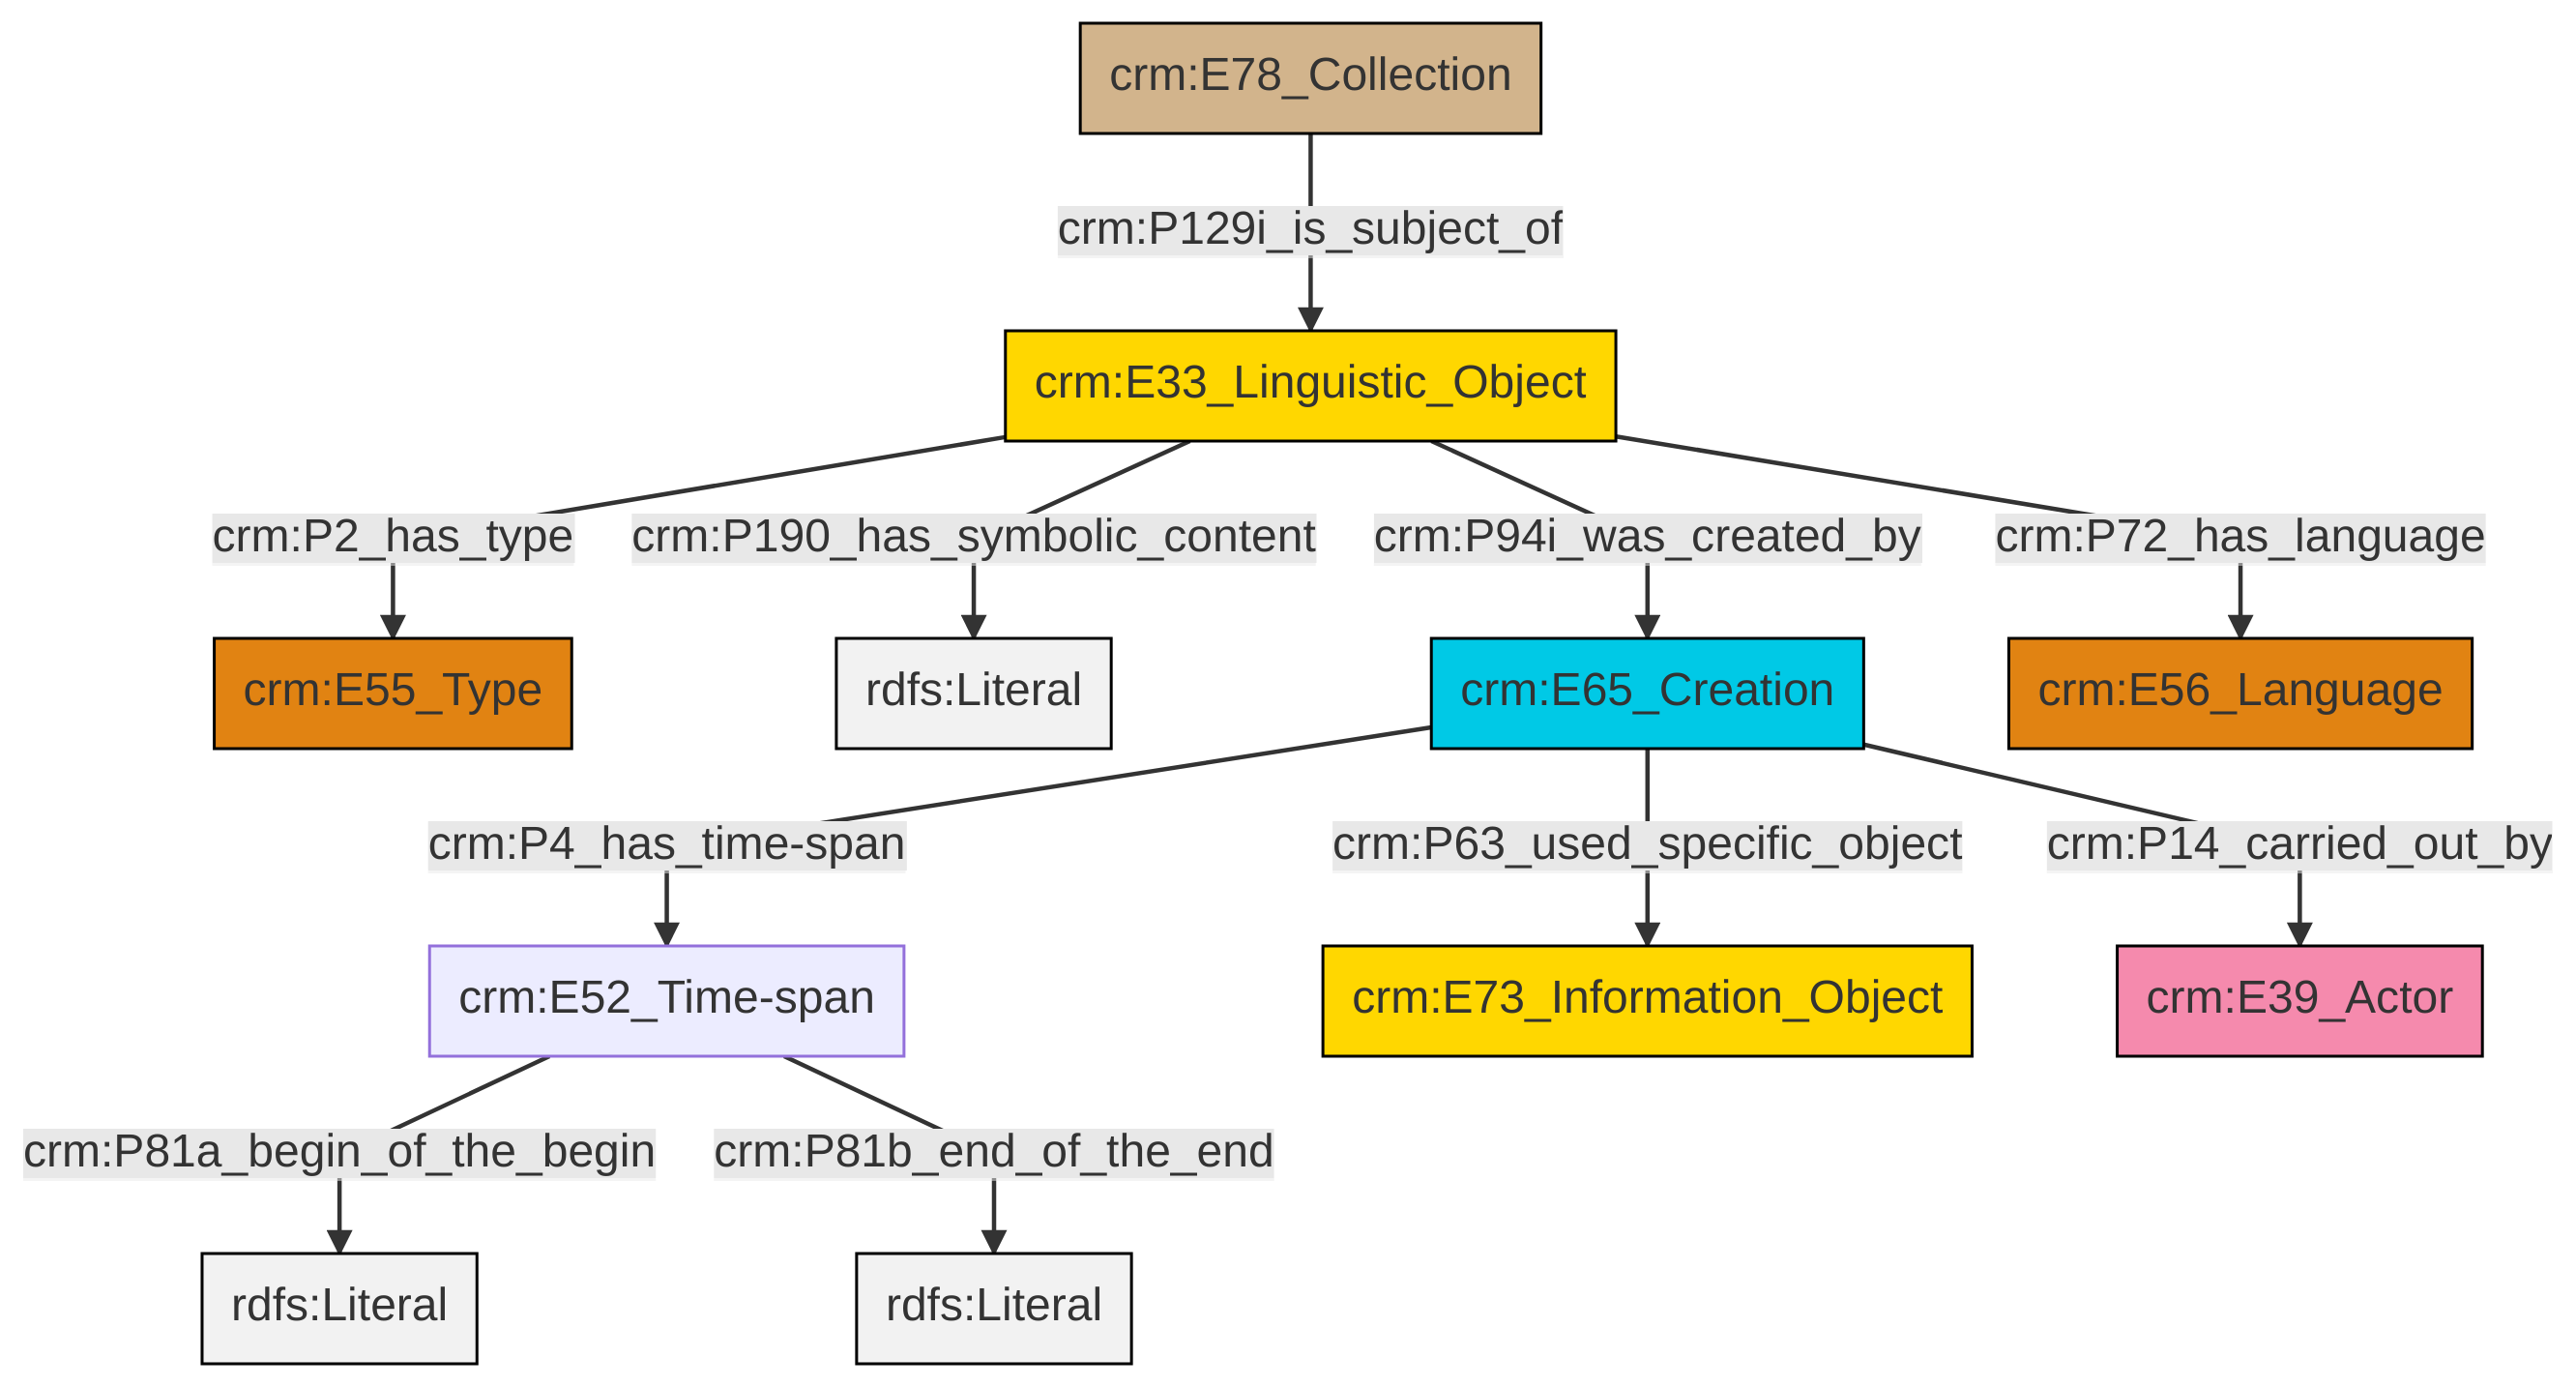 crm:E78_Collection
crm:P129i_is_subject_of
crm:E33_Linguistic_Object
crm:P2_has_type
crm:P190_has_symbolic_content
crm:P94i_was_created_by
crm:P72_has_language
crm:E55_Type
rdfs:Literal
crm:E65_Creation
crm:E56_Language
crm:P4_has_time-span
crm:P63_used_specific_object
crm:P14_carried_out_by
crm:E52_Time-span
crm:E73_Information_Object
crm:E39_Actor
crm:P81a_begin_of_the_begin
crm:P81b_end_of_the_end
rdfs:Literal
rdfs:Literal